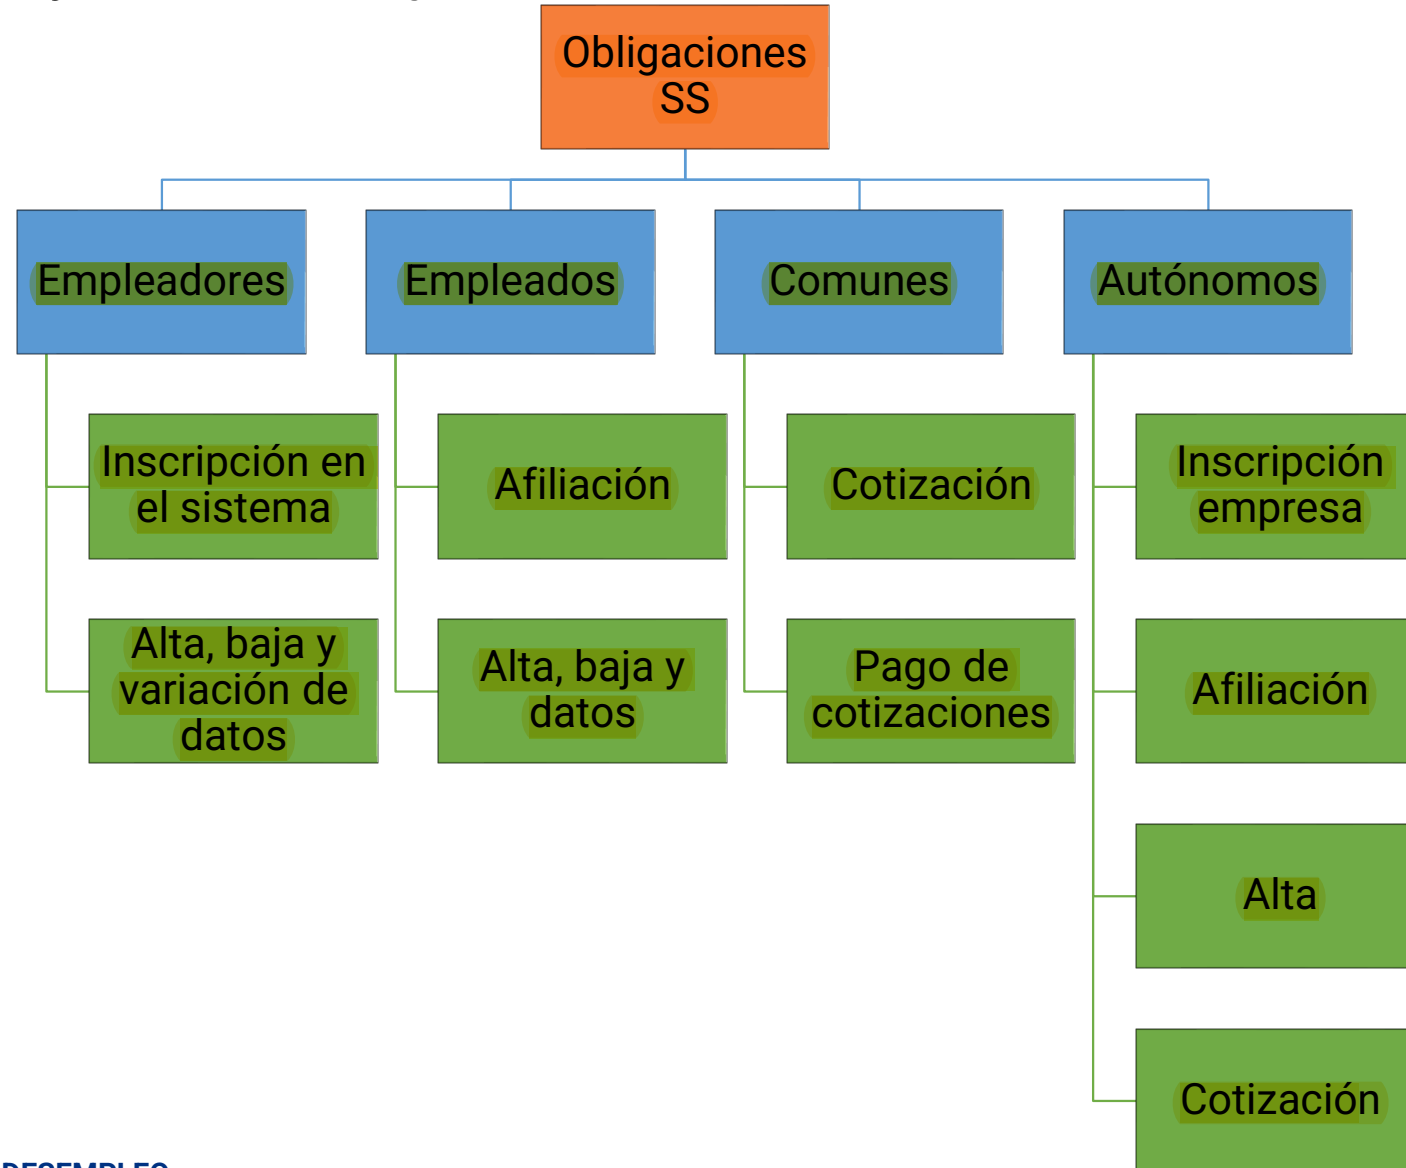 Obligaciones
SS
Empleadores
Empleados
Comunes
Autónomos
Inscripción en
el sistema
Afiliación
Cotización
Inscripción
empresa
Alta, baja y
variación de
datos
Alta, baja y
datos
Pago de
cotizaciones
Afiliación
Alta
Cotización
DESEMPLEO